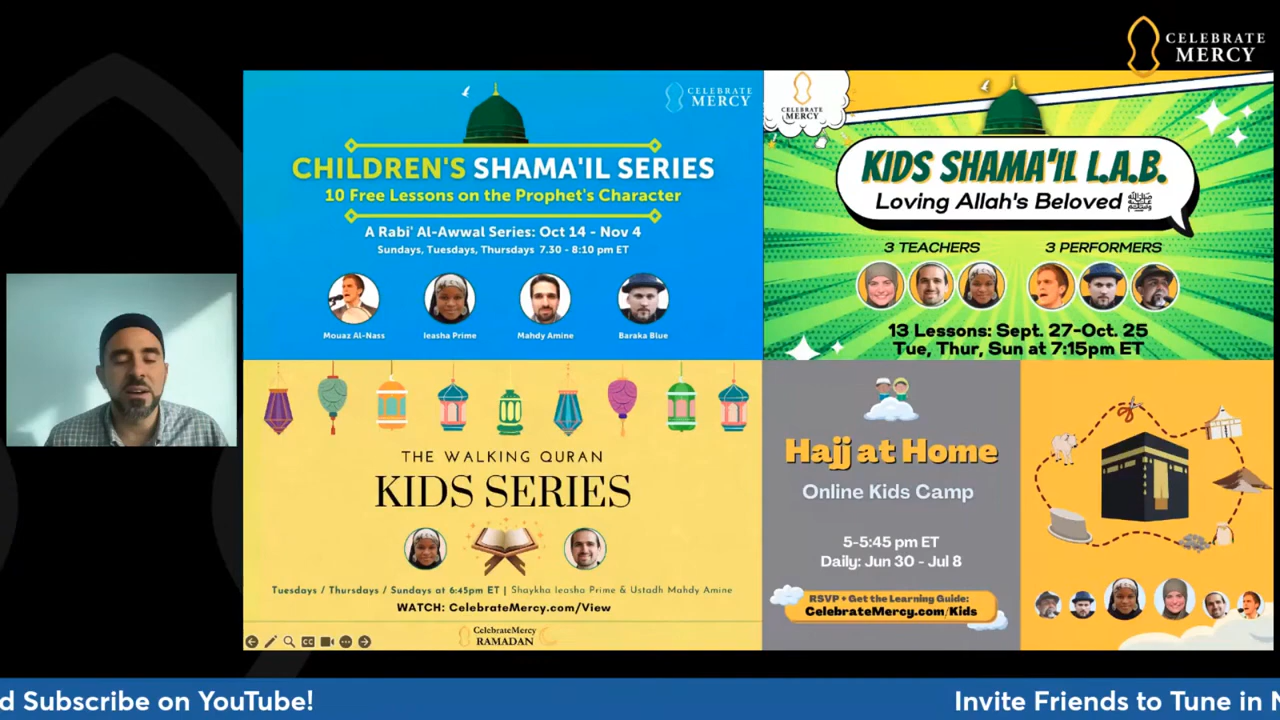 CELEBRATE
MERCY
CELEBRATE
MERCY
CHILDREN'S SHAMA'IL SERIES
10 Free Lessons on the Prophet's Character
A Rabi' Al-Awwal Series: Oct 14 - Nov 4
Sundays, Tuesdays, Thursdays 7.30 - 8:10 pm ET
Mouaz Al-Nass
Ieasha Prime
Mahdy Amine
Baraka Blue
CELEBRATE
MERCY
KIDS SHAMA'IL L.A.B.
Loving Allah's Beloved ﷺ
3 TEACHERS
3 PERFORMERS
13 Lessons: Sept. 27-Oct. 25
Tue, Thur, Sun at 7:15pm ET
THE WALKING QURAN
KIDS SERIES
Tuesdays / Thursdays / Sundays at 6:45pm ET | Shaykha Ieasha Prime & Ustadh Mahdy Amine
WATCH: CelebrateMercy.com/View
CC
CelebrateMercy
RAMADAN
Hajj at Home
Online Kids Camp
5-5:45 pm ET
Daily: Jun 30 - Jul 8
RSVP + Get the Learning Guide:
CelebrateMercy.com/Kids
d Subscribe on YouTube!
Invite Friends to Tune in